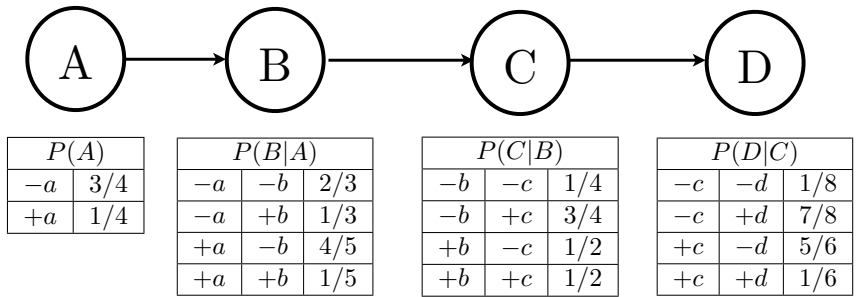 A B C D
P(A) P(B|A) P(C|B) P(D|C)
−a 3/4 −a −b 2/3 −b −c 1/4 −c −d 1/8
+a 1/4 −a +b 1/3 −b +c 3/4 −c +d 7/8
+a −b 4/5 +b −c 1/2 +c −d 5/6
+a +b 1/5 +b +c 1/2 +c +d 1/6